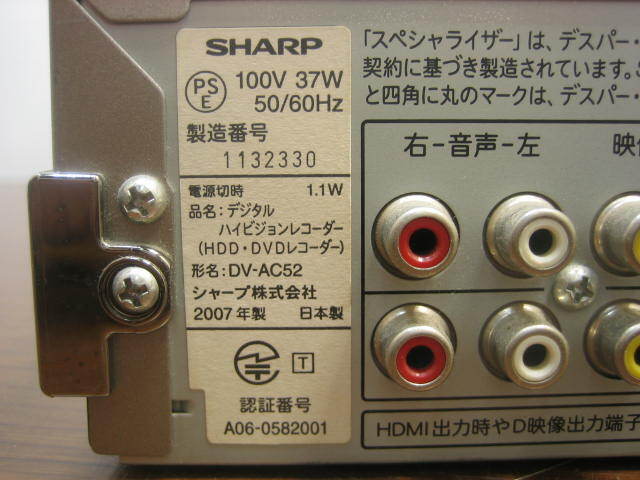 SHARP
PS
E
100V 37W
50/60Hz
製造番号
1132330
電源切時 1.1W
品名:デジタル
ハイビジョンレコーダー
(HDD・DVDレコーダー)
形名:DV-AC52
シャープ株式会社
2007年製 日本製
T
認証番号
A06-0582001
「スペシャライザー」は、デスパー・
契約に基づき製造されています。
と四角に丸のマークは、デスパー・
右-音声-左
映
HDMI出力時やD映像出力端子